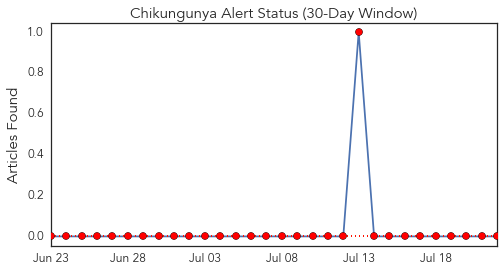 Chikungunya Alert Status (30-Day Window)
Articles Found
1.0
0.8
0.6
0.4
0.2
0.0
Jun 23 Jun 28 Jul 03 Jul 08 Jul 13 Jul 18